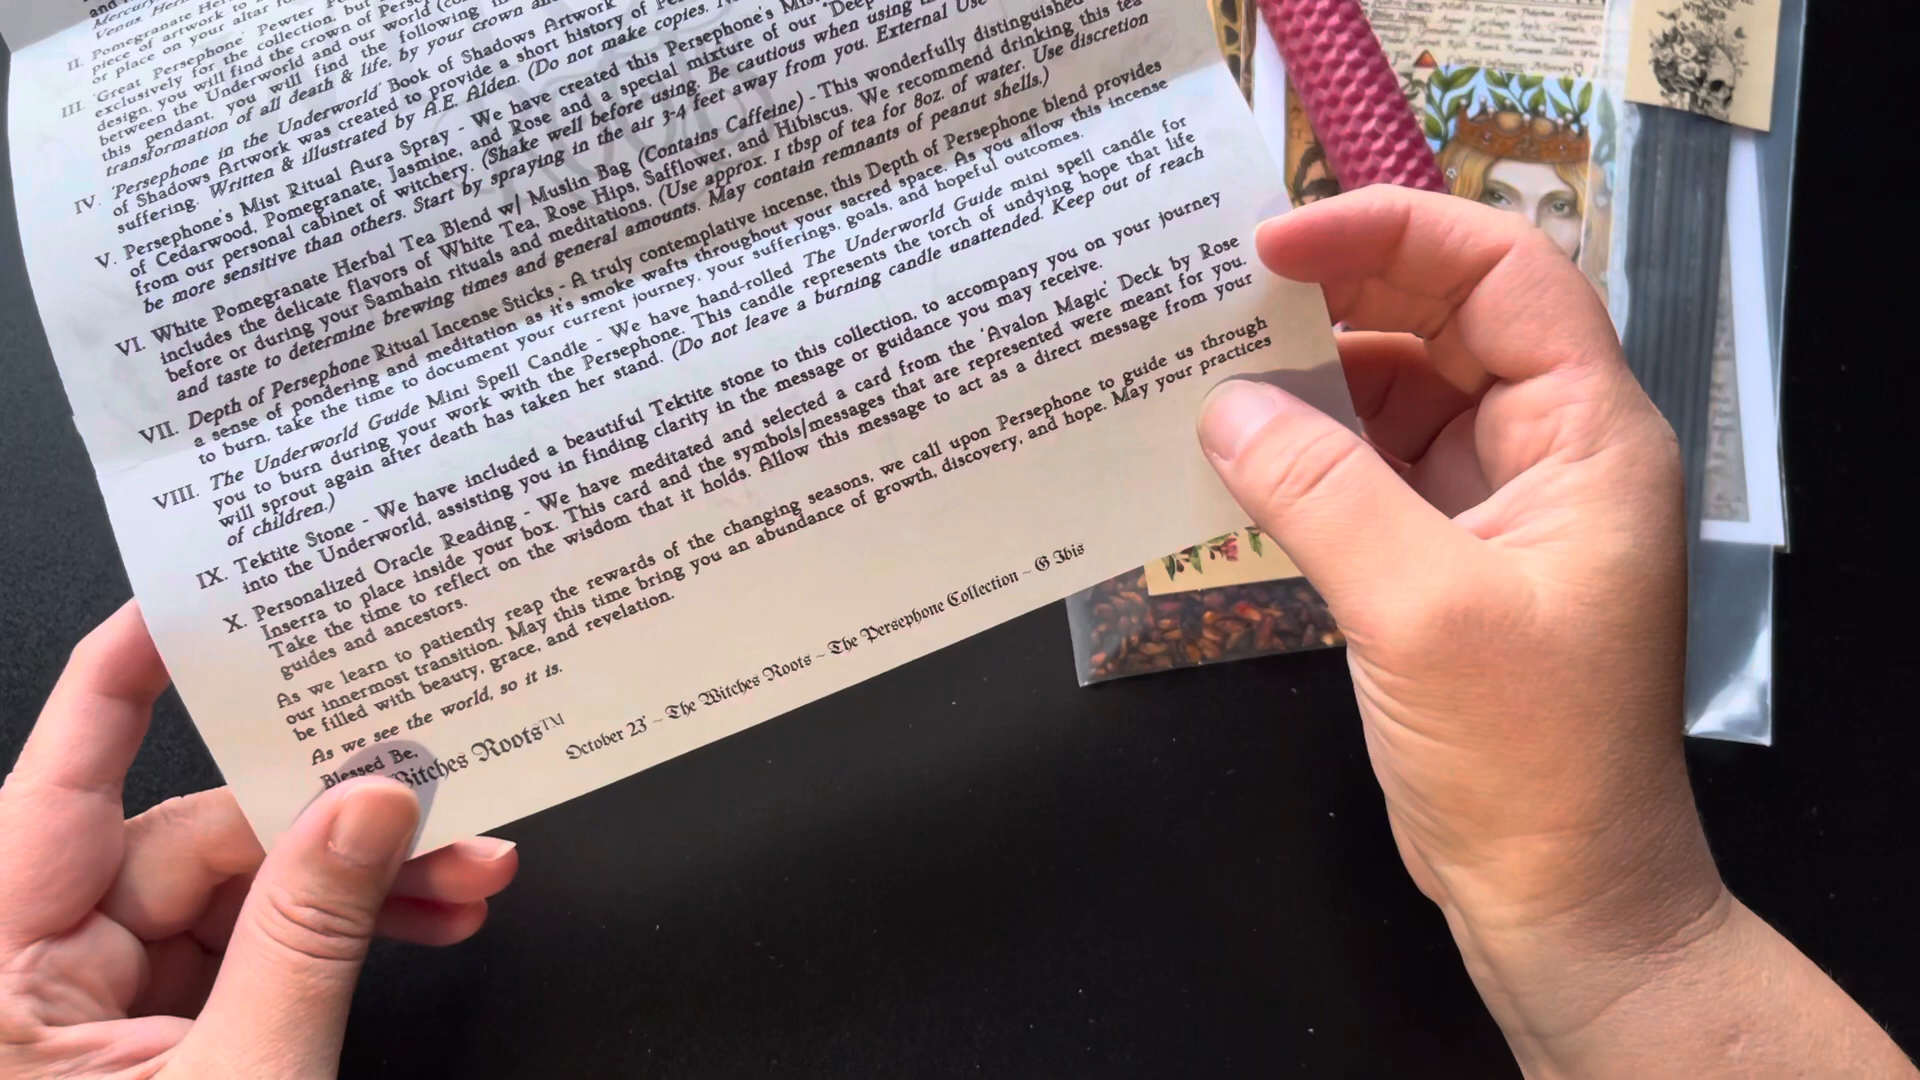 Mercury
Venus. Herb
II. Pomegranate Her
piece of artwork to
or place on your altar fo
III. 'Great Persephone' Pewter
exclusively for the collection, but
design, you will find the crown of Perse
between the Underworld and our world (co
this pendant, you will find the following in
transformation of all death & life, by your crown and
IV. 'Persephone in the Underworld' Book of Shadows Artwork
of Shadows Artwork was created to provide a short history of Pe
suffering. Written & illustrated by A.E. Alden. (Do not make copies.
V. Persephone's Mist Ritual Aura Spray - We have created this Persephone's Mis
of Cedarwood, Pomegranate, Jasmine, and Rose and a special mixture of our 'Deep
from our personal cabinet of witchery. (Shake well before using. Be cautious when using
be more sensitive than others. Start by spraying in the air 3-4 feet away from you. External Use
VI. White Pomegranate Herbal Tea Blend w/ Muslin Bag (Contains Caffeine) - This wonderfully distinguished
includes the delicate flavors of White Tea, Rose Hips, Safflower, and Hibiscus. We recommend drinking this tea
before or during your Samhain rituals and meditations. (Use approx. 1 tbsp of tea for 8oz. of water. Use discretion
and taste to determine brewing times and general amounts. May contain remnants of peanut shells.)
VII. Depth of Persephone Ritual Incense Sticks - A truly contemplative incense, this Depth of Persephone blend provides
a sense of pondering and meditation as it's smoke wafts throughout your sacred space. As you allow this incense
to burn, take the time to document your current journey, your sufferings, goals, and hopeful outcomes.
VIII. The Underworld Guide Mini Spell Candle - We have hand-rolled The Underworld Guide mini spell candle for
you to burn during your work with the Persephone. This candle represents the torch of undying hope that life
will sprout again after death has taken her stand. (Do not leave a burning candle unattended. Keep out of reach
of children.)
IX. Tektite Stone - We have included a beautiful Tektite stone to this collection, to accompany you on your journey
into the Underworld, assisting you in finding clarity in the message or guidance you may receive.
X. Personalized Oracle Reading - We have meditated and selected a card from the 'Avalon Magic' Deck by Rose
Inserra to place inside your box. This card and the symbols/messages that are represented were meant for you.
Take the time to reflect on the wisdom that it holds. Allow this message to act as a direct message from your
guides and ancestors.
As we learn to patiently reap the rewards of the changing seasons, we call upon Persephone to guide us through
our innermost transition. May this time bring you an abundance of growth, discovery, and hope. May your practices
be filled with beauty, grace, and revelation.
As we see the world, so it is.
Blessed Be,
Witches Roots™
October 23' ~ The Witches Roots ~ The Persephone Collection ~ G Ibis